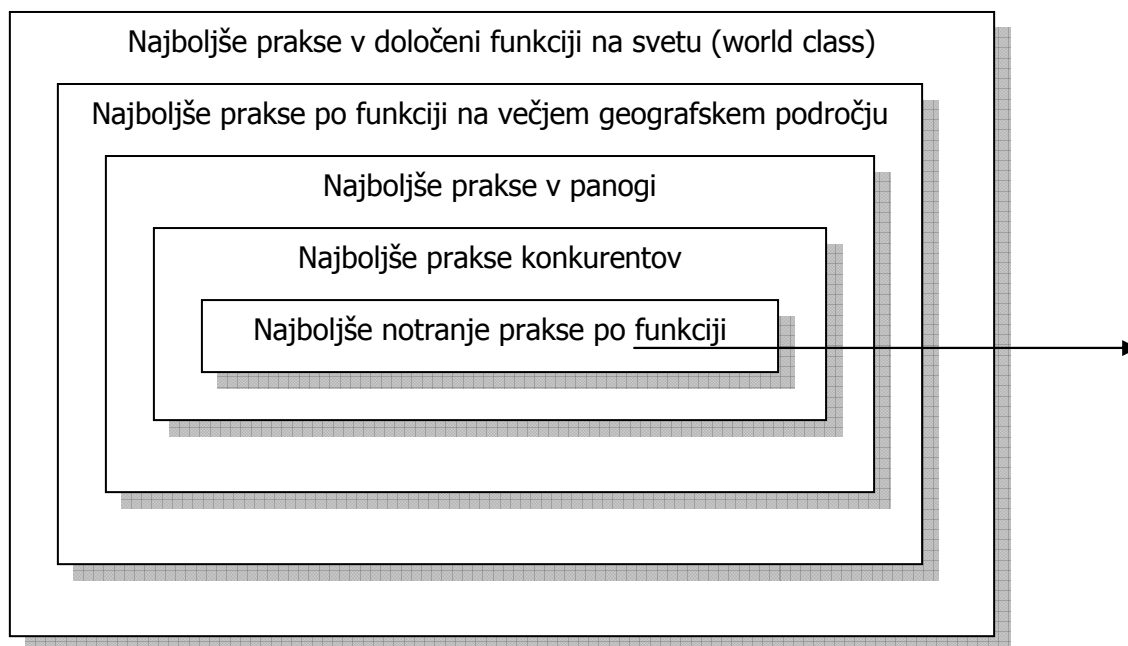 Najboljše prakse v določeni funkciji na svetu (world class)
Najboljše prakse po funkciji na večjem geografskem področju
Najboljše prakse v panogi
Najboljše prakse konkurentov
Najboljše notranje prakse po funkciji